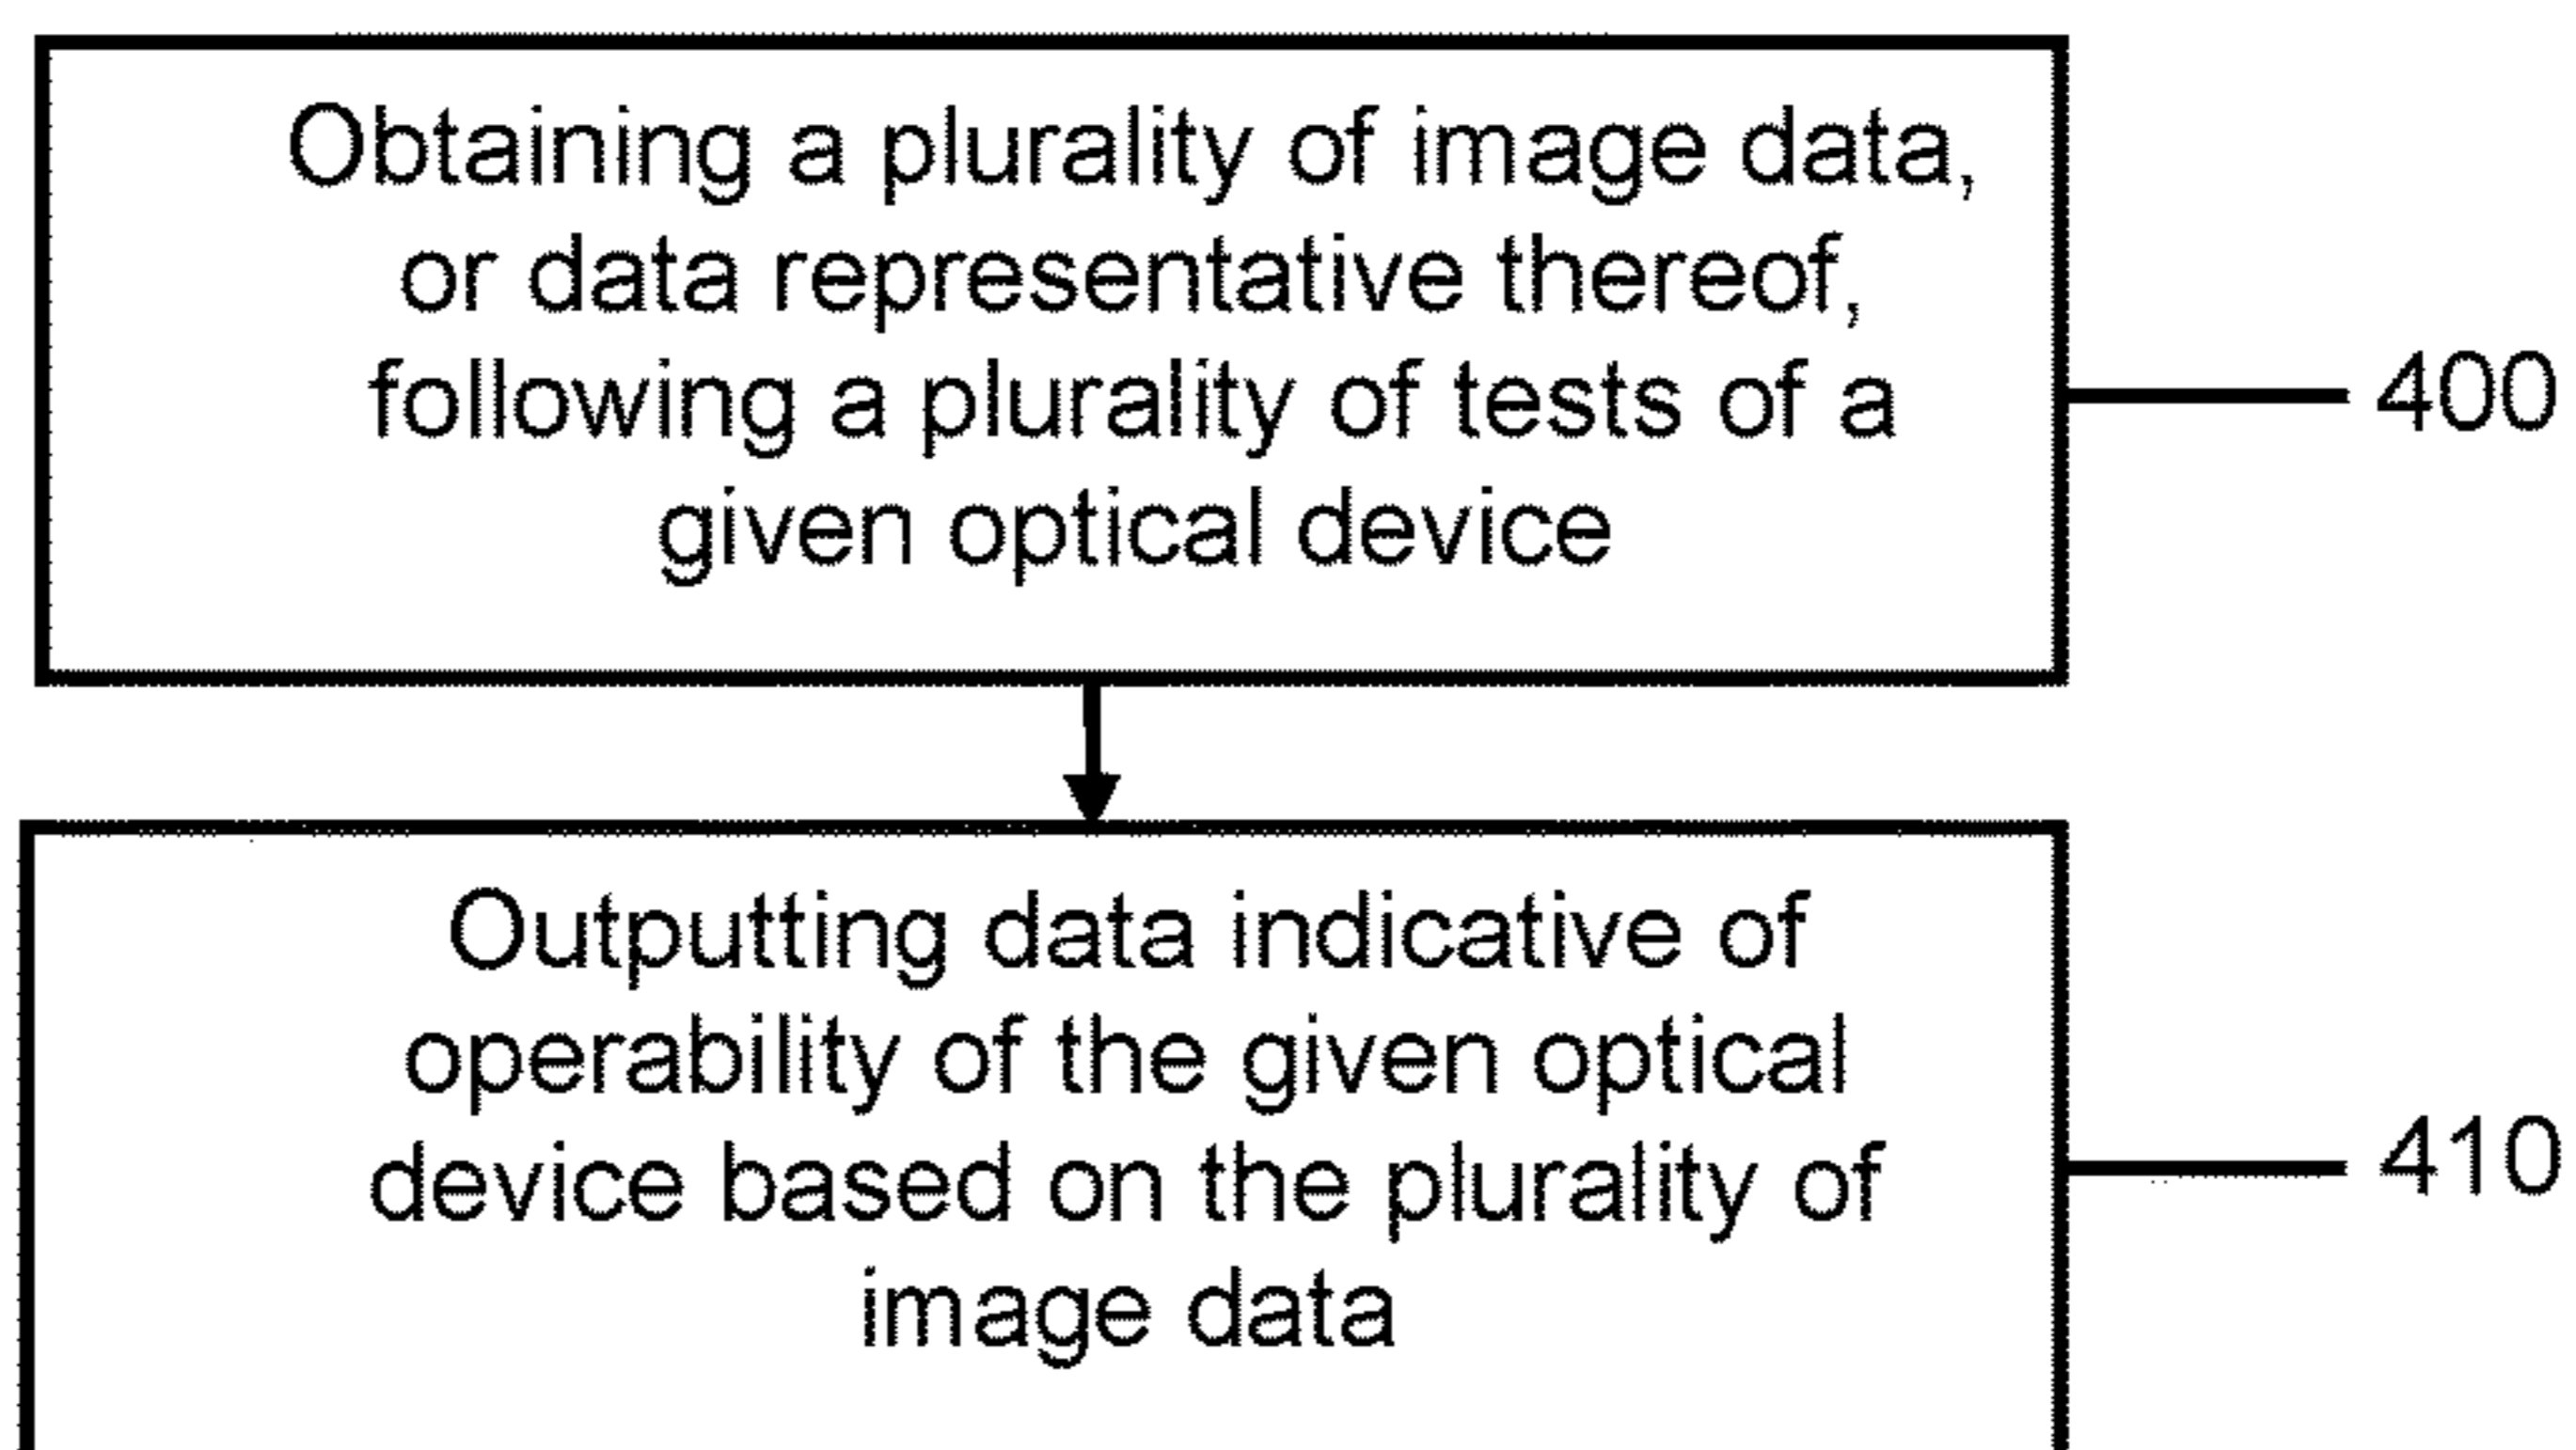 Obtaining a plurality of image data,
or data representative thereof,
following a plurality of tests of a
given optical device
400
Outputting data indicative of
operability of the given optical
device based on the plurality of
image data
410